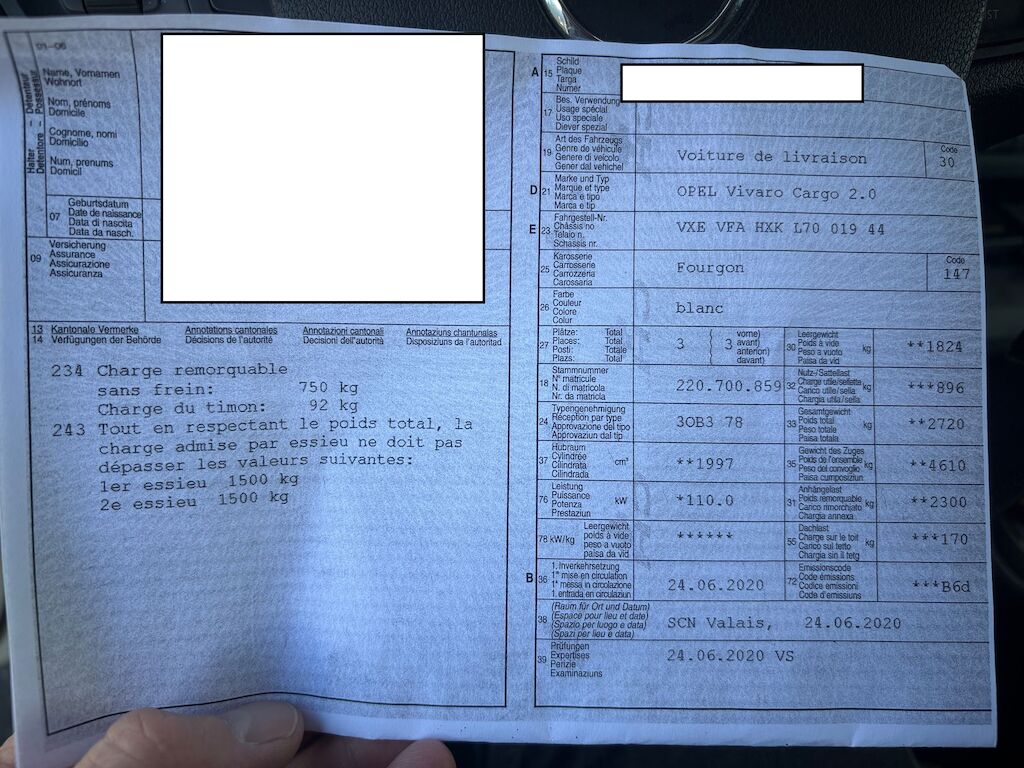 01-06
Halter – Détenteur
Detentore – Possessur
Name, Vornamen
Wohnort
Nom, prénoms
Domicile
Cognome, nomi
Domicilio
Num, prenums
Domicil
07
Geburtsdatum
Date de naissance
Data di nascita
Data da nasch.
09
Versicherung
Assurance
Assicurazione
Assicuranza
13 Kantonale Vermerke Annotations cantonales Annotazioni cantonali Annotaziuns chantunalas
14 Verfügungen der Behörde Décisions de l'autorité Decisioni dell'autorità Disposiziuns da l'autoritad
234 Charge remorquable
sans frein: 750 kg
Charge du timon: 92 kg
243 Tout en respectant le poids total, la
charge admise par essieu ne doit pas
dépasser les valeurs suivantes:
1er essieu 1500 kg
2e essieu 1500 kg
A 15
Schild
Plaque
Targa
Numer
17
Bes. Verwendung
Usage spécial
Uso speciale
Diever spezial
19
Art des Fahrzeugs
Genre de véhicule
Genere di veicolo
Gener dal vehichel
Voiture de livraison
Code
30
D 21
Marke und Typ
Marque et type
Marca e tipo
Marca e tip
OPEL Vivaro Cargo 2.0
E 23
Fahrgestell-Nr.
Châssis no
Telaio n.
Schassis nr.
VXE VFA HXK L70 019 44
25
Karosserie
Carrosserie
Carrozzeria
Carossaria
Fourgon
Code
147
26
Farbe
Couleur
Colore
Colur
blanc
27
Plätze: Total
Places: Total
Posti: Totale
Plazs: Total
3
( vorne)
( avant)
anterion)
davant)
3
30
Leergewicht
Poids à vide
Peso a vuoto
Paisa da vid
kg
**1824
18
Stammnummer
N° matricule
N. di matricola
Nr. da matricla
220.700.859
32
Nutz-/Sattellast
Charge utile/sellette
Carico utile/sella
Chargia utila/sella
kg
***896
24
Typengenehmigung
Réception par type
Approvazione del tipo
Approvaziun dal tip
3OB3 78
33
Gesamtgewicht
Poids total
Peso totale
Paisa totala
kg
**2720
37
Hubraum
Cylindrée
Cilindrata
Cilindrada
cm³
**1997
35
Gewicht des Zuges
Poids de l'ensemble
Peso del convoglio
Paisa cumposiziun
kg
**4610
76
Leistung
Puissance
Potenza
Prestaziun
kW
*110.0
31
Anhängelast
Poids remorquable
Carico rimorchiato
Chargia annexa
kg
**2300
78 kW/kg
Leergewicht
poids à vide
peso a vuoto
paisa da vid
******
55
Dachlast
Charge sur le toit
Carico sul tetto
Chargia sin il tetg
kg
***170
B 36
1. Inverkehrsetzung
1re mise en circulation
1a messa in circolazione
1. entrada en circulaziun
24.06.2020
72
Emissionscode
Code émissions
Codice emissioni
Code d'emissiuns
***B6d
38
(Raum für Ort und Datum)
(Espace pour lieu et date)
(Spazio per luogo e data)
(Spazi per lieu e data)
SCN Valais, 24.06.2020
39
Prüfungen
Expertises
Perizie
Examinaziuns
24.06.2020 VS